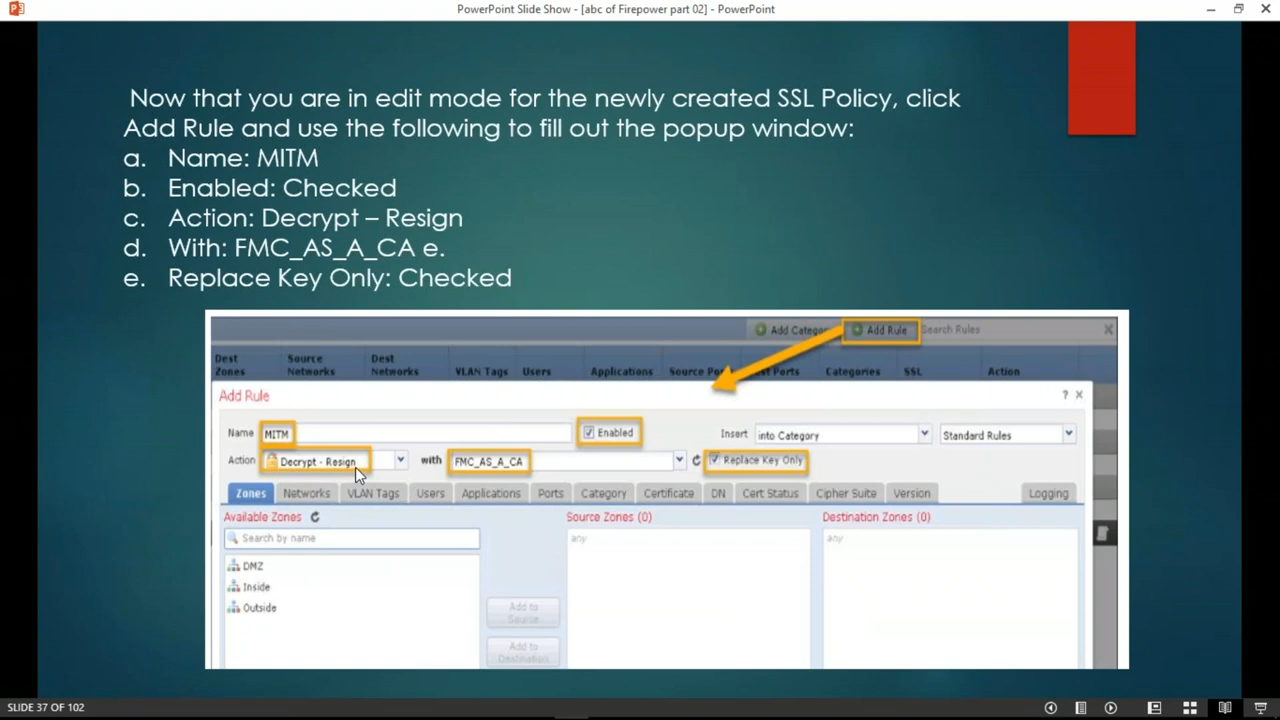 PowerPoint Slide Show - [abc of Firepower part 02] - PowerPoint
Now that you are in edit mode for the newly created SSL Policy, click
Add Rule and use the following to fill out the popup window:
a. Name: MITM
b. Enabled: Checked
c. Action: Decrypt – Resign
d. With: FMC_AS_A_CA e.
e. Replace Key Only: Checked
Add Rule Search Rules
Dest Zones Source Networks Dest Networks VLAN Tags Users Applications Source Ports Categories SSL Action
Add Rule
Name MITM Enabled Insert into Category Standard Rules
Action Decrypt - Resign with FMC_AS_A_CA Replace Key Only
Zones Networks VLAN Tags Users Applications Ports Category Certificate DN Cert Status Cipher Suite Version Logging
Available Zones Source Zones (0) Destination Zones (0)
Search by name any any
DMZ
Inside
Outside
Add to Source
Add to Destination
SLIDE 37 OF 102